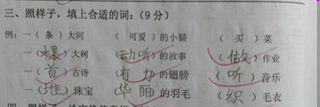 三、照样子，填上合适的词：(9 分)
例：一（条）大河 （可爱）的小猫 （买）菜
一（棵）大树 （动听）的故事 （做）作业
一（首）古诗 （有力）的翅膀 （听）音乐
一（堆）珠宝 （华丽）的羽毛 （织）毛衣